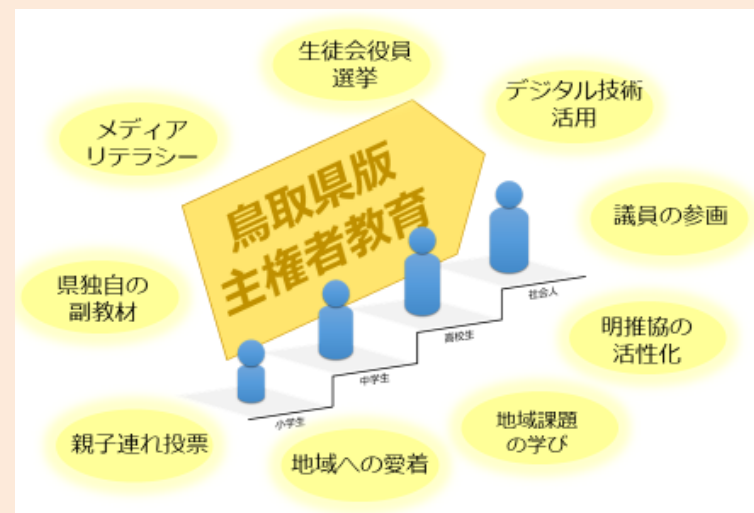 生徒会役員
選挙
デジタル技術
活用
メディア
リテラシー
鳥取県版
主権者教育
議員の参画
県独自の
副教材
社会人
高校生
中学生
小学生
明推協の
活性化
地域課題
の学び
親子連れ投票
地域への愛着